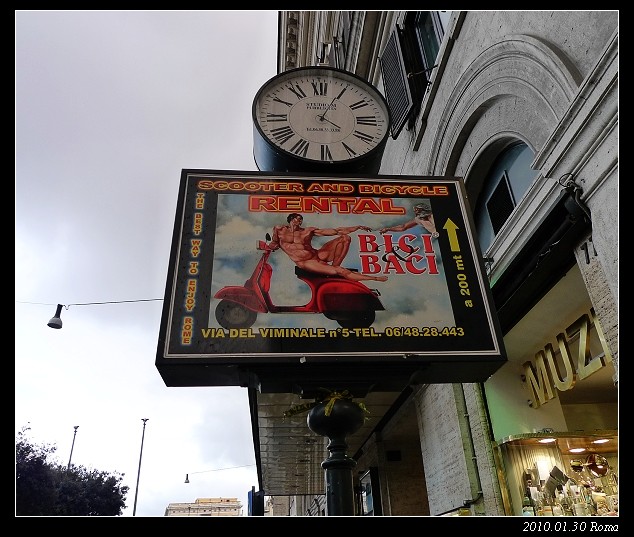 XII
SCOOTER AND BICYCLE
RENTAL
THE BEST WAY TO ENJOY ROME
BICI
&
BACI
a 200 mt
VIA DEL VIMINALE n°5 TEL. 06/48.28.443
MUZI
2010.01.30 Roma